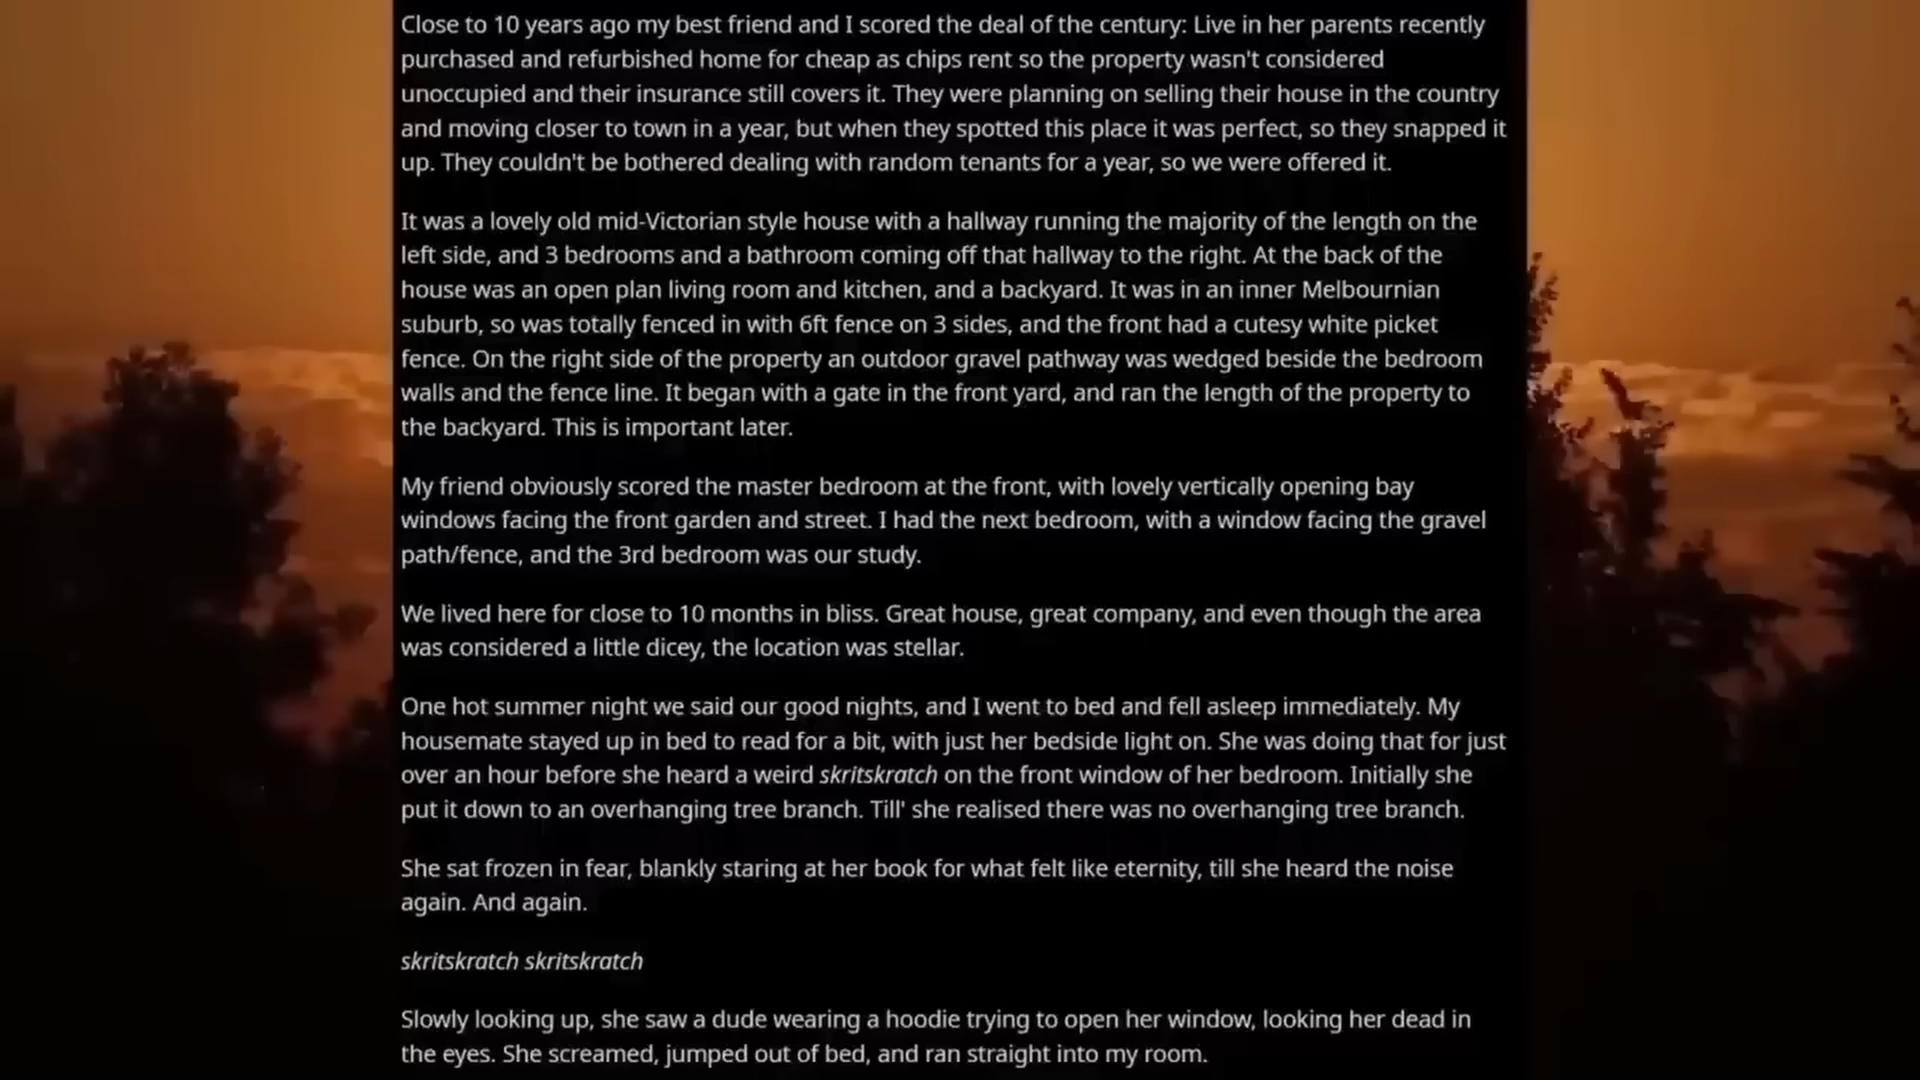 Close to 10 years ago my best friend and I scored the deal of the century: Live in her parents recently
purchased and refurbished home for cheap as chips rent so the property wasn't considered
unoccupied and their insurance still covers it. They were planning on selling their house in the country
and moving closer to town in a year, but when they spotted this place it was perfect, so they snapped it
up. They couldn't be bothered dealing with random tenants for a year, so we were offered it.
It was a lovely old mid-Victorian style house with a hallway running the majority of the length on the
left side, and 3 bedrooms and a bathroom coming off that hallway to the right. At the back of the
house was an open plan living room and kitchen, and a backyard. It was in an inner Melbournian
suburb, so was totally fenced in with 6ft fence on 3 sides, and the front had a cutesy white picket
fence. On the right side of the property an outdoor gravel pathway was wedged beside the bedroom
walls and the fence line. It began with a gate in the front yard, and ran the length of the property to
the backyard. This is important later.
My friend obviously scored the master bedroom at the front, with lovely vertically opening bay
windows facing the front garden and street. I had the next bedroom, with a window facing the gravel
path/fence, and the 3rd bedroom was our study.
We lived here for close to 10 months in bliss. Great house, great company, and even though the area
was considered a little dicey, the location was stellar.
One hot summer night we said our good nights, and I went to bed and fell asleep immediately. My
housemate stayed up in bed to read for a bit, with just her bedside light on. She was doing that for just
over an hour before she heard a weird skritskratch on the front window of her bedroom. Initially she
put it down to an overhanging tree branch. Till' she realised there was no overhanging tree branch.
She sat frozen in fear, blankly staring at her book for what felt like eternity, till she heard the noise
again. And again.
skritskratch skritskratch
Slowly looking up, she saw a dude wearing a hoodie trying to open her window, looking her dead in
the eyes. She screamed, jumped out of bed, and ran straight into my room.